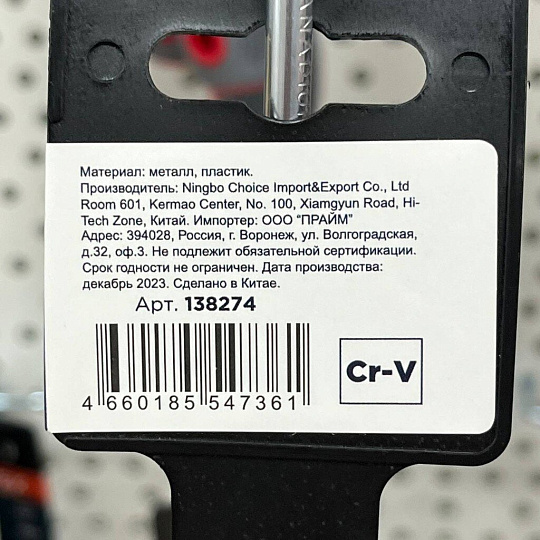 Материал: металл, пластик.
Производитель: Ningbo Choice Import&Export Co., Ltd
Room 601, Kermao Center, No. 100, Xiamgyun Road, Hi-
Tech Zone, Китай. Импортер: ООО "ПРАЙМ"
Адрес: 394028, Россия, г. Воронеж, ул. Волгоградская,
д.32, оф.3. Не подлежит обязательной сертификации.
Срок годности не ограничен. Дата производства:
декабрь 2023. Сделано в Китае.
Арт. 138274
Cr-V
4 660185 547361